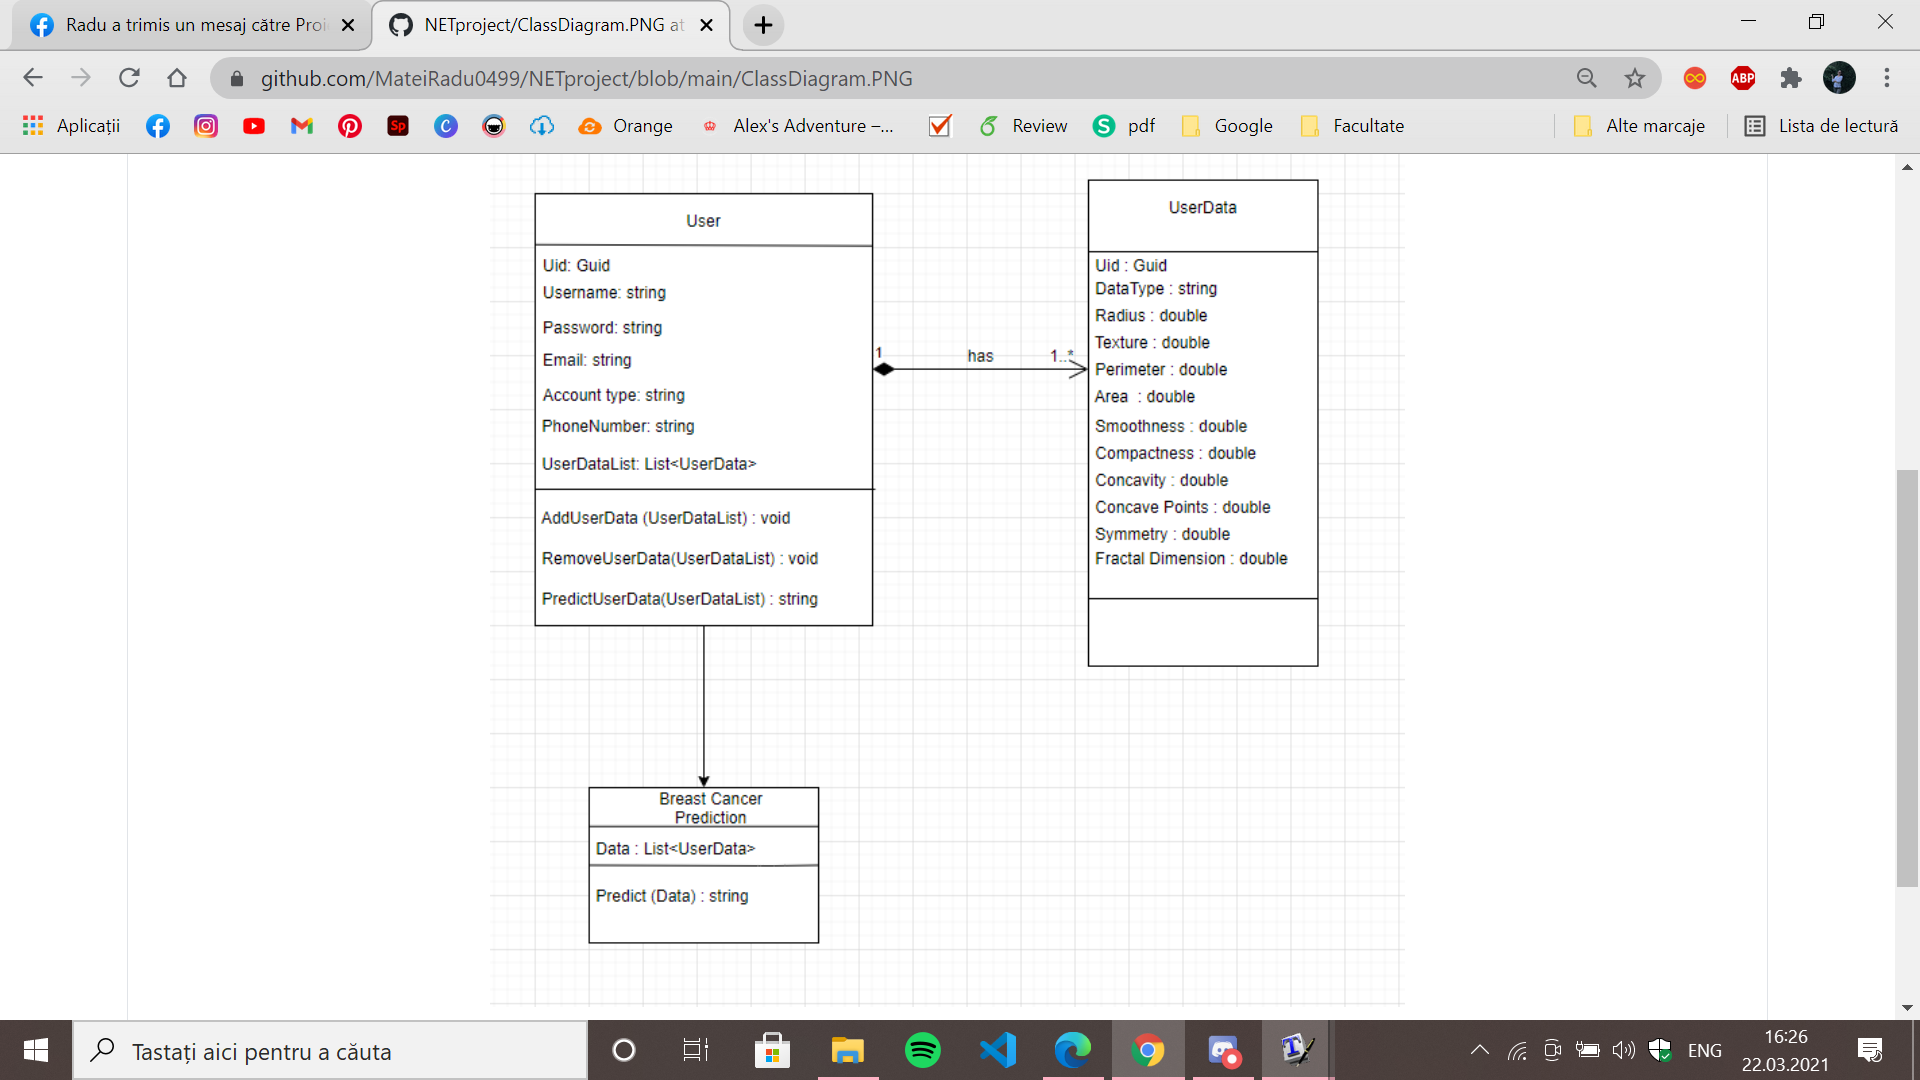 Radu a trimis un mesaj către Proi
NETproject/ClassDiagram.PNG at
github.com/MateiRadu0499/NETproject/blob/main/ClassDiagram.PNG
ABP
Aplicații
Sp
C
Orange
Alex's Adventure –...
Review
S pdf
Google
Facultate
Alte marcaje
Lista de lectură
User
Uid: Guid
Username: string
Password: string
Email: string
Account type: string
PhoneNumber: string
UserDataList: List<UserData>
AddUserData (UserDataList) : void
RemoveUserData(UserDataList) : void
PredictUserData(UserDataList) : string
1
has
1..*
UserData
Uid : Guid
DataType : string
Radius : double
Texture : double
Perimeter : double
Area : double
Smoothness : double
Compactness : double
Concavity : double
Concave Points : double
Symmetry : double
Fractal Dimension : double
Breast Cancer
Prediction
Data : List<UserData>
Predict (Data) : string
Tastați aici pentru a căuta
ENG
16:26
22.03.2021